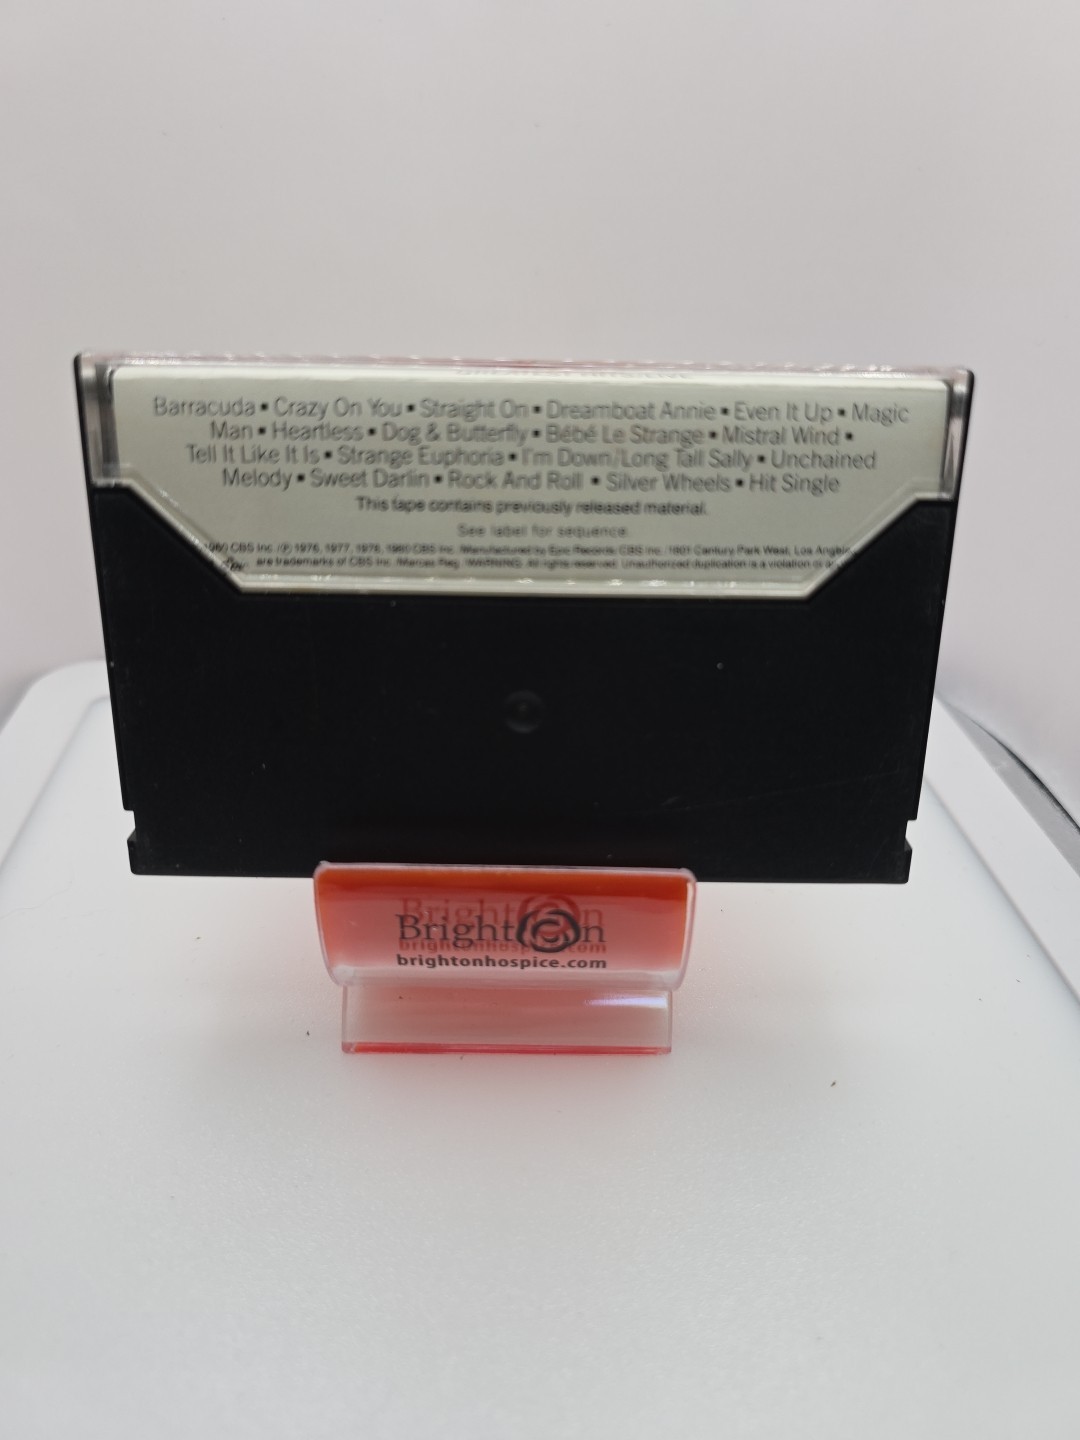 Barracuda ▪ Crazy On You ▪ Straight On ▪ Dreamboat Annie ▪ Even It Up ▪ Magic
Man ▪ Heartless ▪ Dog & Butterfly ▪ Bébé Le Strange ▪ Mistral Wind ▪
Tell It Like It Is ▪ Strange Euphoria ▪ I'm Down/Long Tall Sally ▪ Unchained
Melody ▪ Sweet Darlin ▪ Rock And Roll ▪ Silver Wheels ▪ Hit Single
This tape contains previously released material.
See label for sequence.
1980 CBS Inc./℗ 1976, 1977, 1978, 1980 CBS Inc./Manufactured by Epic Records/CBS Inc./1801 Century Park West, Los Angeles
are trademarks of CBS Inc./Marcas Reg./WARNING: All rights reserved. Unauthorized duplication is a violation of
Brighton
brightonhospice.com